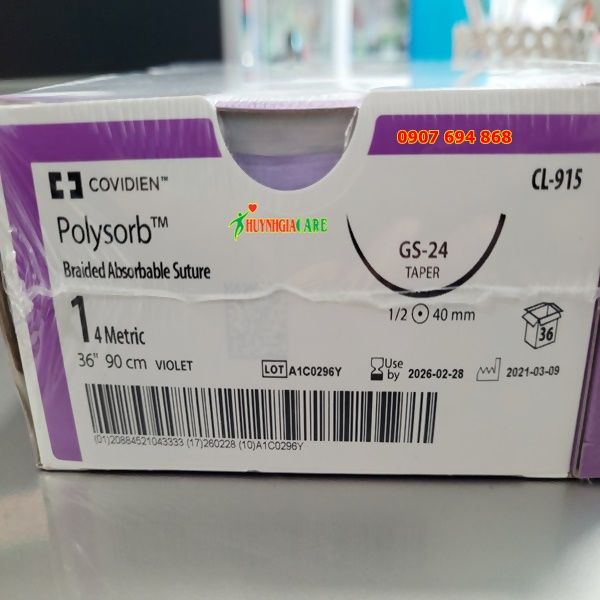 0907 694 868
COVIDIEN™
CL-915
Polysorb™
HUYNHGIACARE
Braided Absorbable Suture
GS-24
TAPER
1 4 Metric
1/2 40 mm
36
36" 90 cm VIOLET
LOT A1C0296Y
Use by 2026-02-28
2021-03-09
(01)20884521043333 (17)260228 (10)A1C0296Y